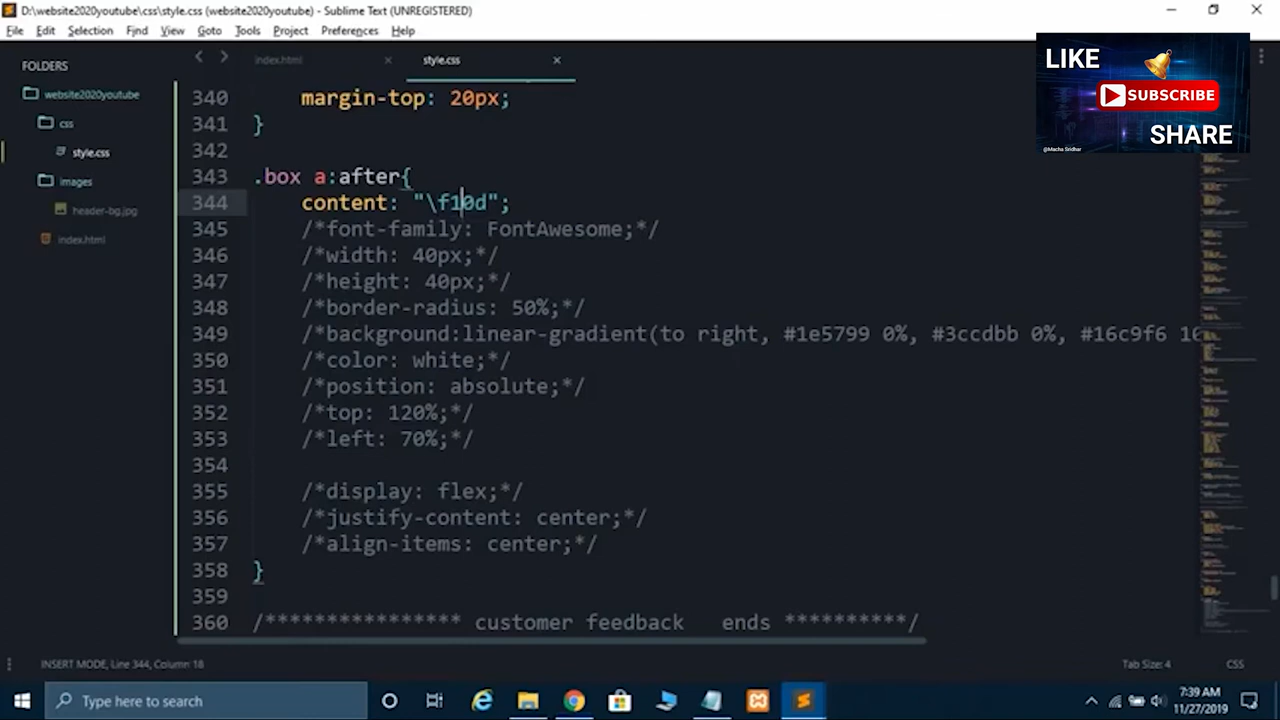 D:\website2020youtube\css\style.css (website2020youtube) - Sublime Text (UNREGISTERED)
File Edit Selection Find View Goto Tools Project Preferences Help
FOLDERS
website2020youtube
css
style.css
images
header-bg.jpg
index.html
index.html
style.css
340 margin-top: 20px;
341 }
342
343 .box a:after{
344 content: "\f10d";
345 /*font-family: FontAwesome;*/
346 /*width: 40px;*/
347 /*height: 40px;*/
348 /*border-radius: 50%;*/
349 /*background:linear-gradient(to right, #1e5799 0%, #3ccdbb 0%, #16c9f6 10
350 /*color: white;*/
351 /*position: absolute;*/
352 /*top: 120%;*/
353 /*left: 70%;*/
354
355 /*display: flex;*/
356 /*justify-content: center;*/
357 /*align-items: center;*/
358 }
359
360 /**************** customer feedback ends **********/
LIKE
SUBSCRIBE
SHARE
@Macha Sridhar
INSERT MODE, Line 344, Column 18
Tab Size: 4
CSS
Type here to search
7:39 AM
11/27/2019